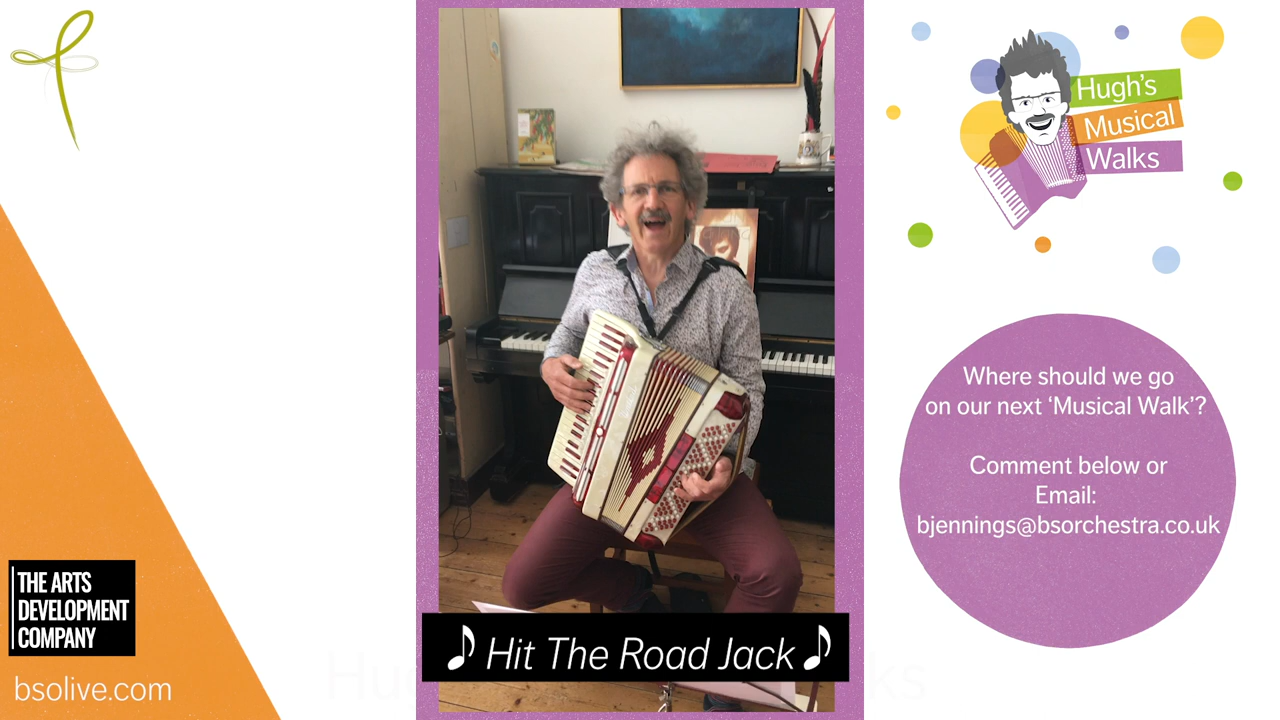 Hugh's
Musical
Walks
Where should we go
on our next ‘Musical Walk’?
Comment below or
Email:
bjennings@bsorchestra.co.uk
♪ Hit The Road Jack ♪
THE ARTS
DEVELOPMENT
COMPANY
bsolive.com